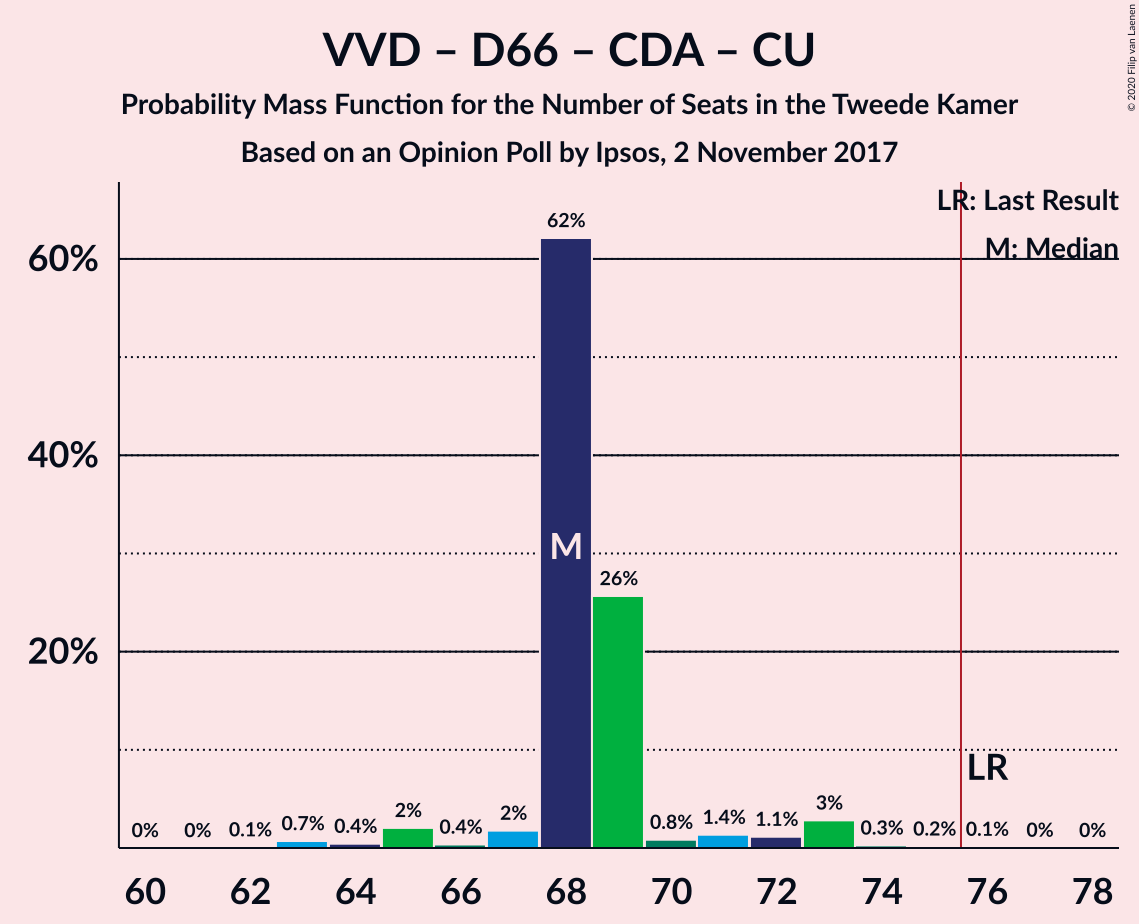 VVD – D66 – CDA – CU
Probability Mass Function for the Number of Seats in the Tweede Kamer
Based on an Opinion Poll by Ipsos, 2 November 2017
© 2020 Filip van Laenen
LR: Last Result
M: Median
60%
40%
20%
0% 0% 0.1% 0.7% 0.4% 2% 0.4% 2% 62% 26% 0.8% 1.4% 1.1% 3% 0.3% 0.2% 0.1% 0% 0%
M
LR
60 62 64 66 68 70 72 74 76 78